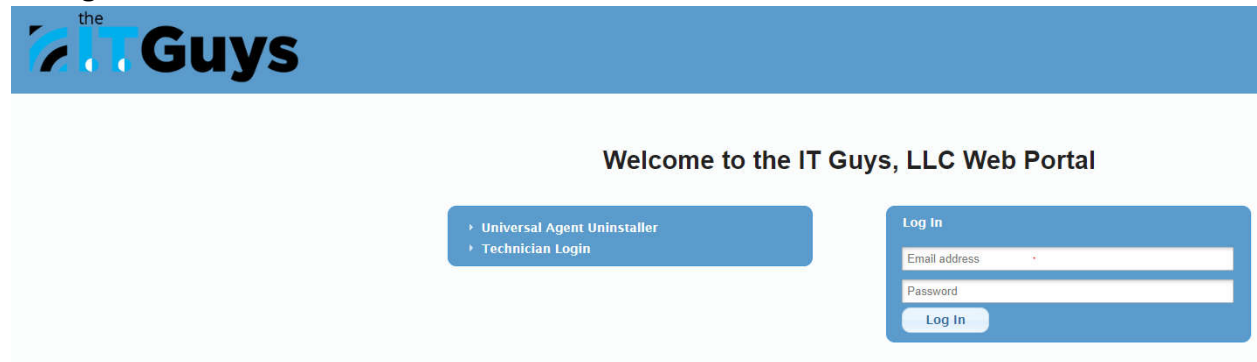 the
IT Guys
Welcome to the IT Guys, LLC Web Portal
Universal Agent Uninstaller
Technician Login
Log In
Email address
Password
Log In